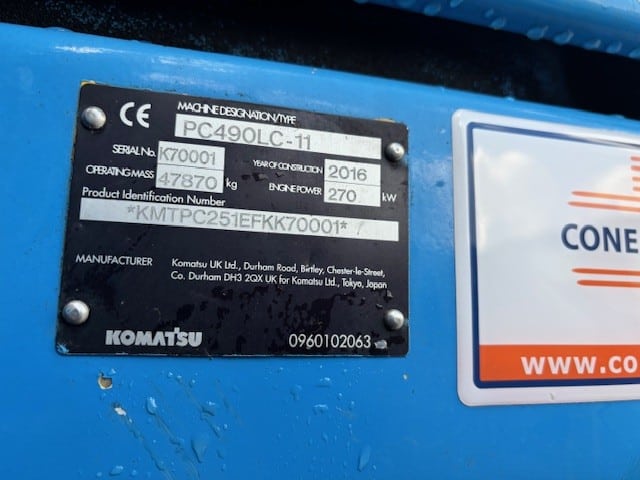 CE
MACHINE DESIGNATION/TYPE
PC490LC-11
SERIAL No. K70001 YEAR OF CONSTRUCTION 2016
OPERATING MASS 47870 kg ENGINE POWER 270 kW
Product Identification Number
*KMTPC251EFKK70001*
MANUFACTURER Komatsu UK Ltd., Durham Road, Birtley, Chester-le-Street,
Co. Durham DH3 2QX UK for Komatsu Ltd., Tokyo, Japan
KOMATSU 0960102063
CONE
www.co